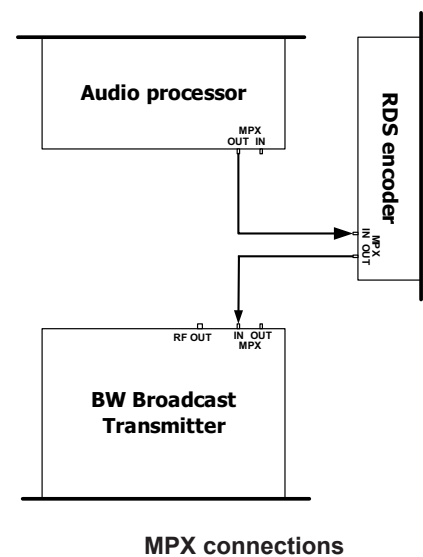 Audio processor
MPX
OUT IN
RDS encoder
MPX
IN OUT
RF OUT
IN OUT
MPX
BW Broadcast
Transmitter
MPX connections